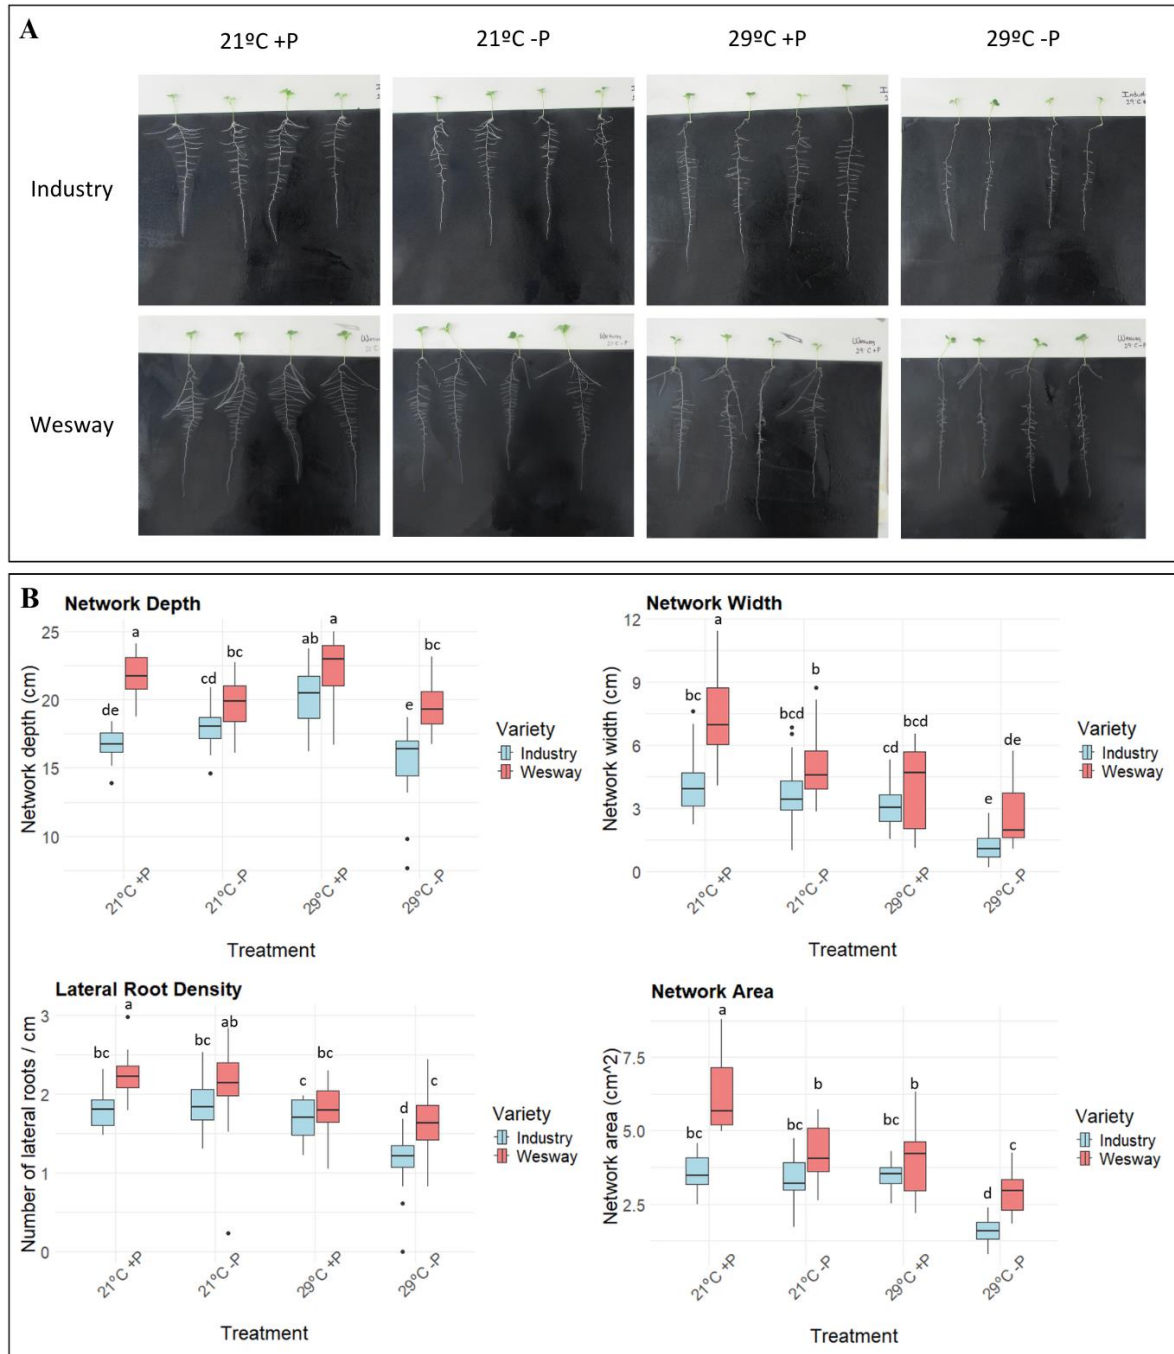 A
21ºC +P 21ºC -P 29ºC +P 29ºC -P
Industry
Wesway
B
Network Depth
Network depth (cm)
25
20
15
10
de a cd bc ab a e bc
21°C +P 21°C -P 29°C +P 29°C -P
Treatment
Variety
Industry
Wesway
Network Width
Network width (cm)
12
9
6
3
0
bc a bcd b cd bcd e de
21°C +P 21°C -P 29°C +P 29°C -P
Treatment
Variety
Industry
Wesway
Lateral Root Density
Number of lateral roots / cm
3
2
1
0
bc a bc ab c bc d c
21°C +P 21°C -P 29°C +P 29°C -P
Treatment
Variety
Industry
Wesway
Network Area
Network area (cm^2)
7.5
5.0
2.5
bc a bc b bc b d c
21°C +P 21°C -P 29°C +P 29°C -P
Treatment
Variety
Industry
Wesway